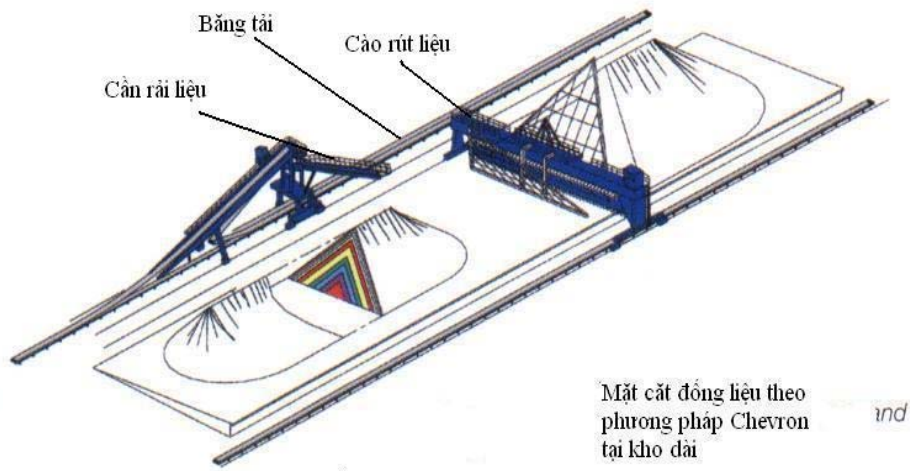 Băng tải
Cào rút liệu
Cần rải liệu
Mặt cắt đống liệu theo
phương pháp Chevron
tại kho dài
and